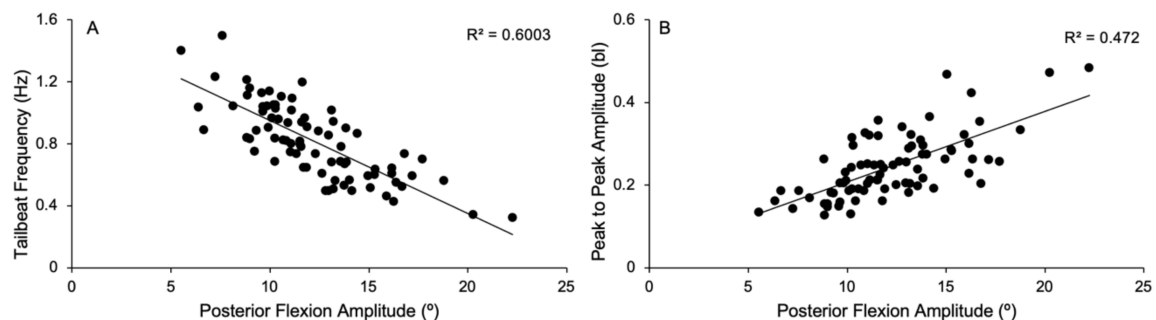 A
R² = 0.6003
Tailbeat Frequency (Hz)
1.6
1.2
0.8
0.4
0
0
5
10
15
20
25
Posterior Flexion Amplitude (º)
B
R² = 0.472
Peak to Peak Amplitude (bl)
0.6
0.4
0.2
0
0
5
10
15
20
25
Posterior Flexion Amplitude (º)